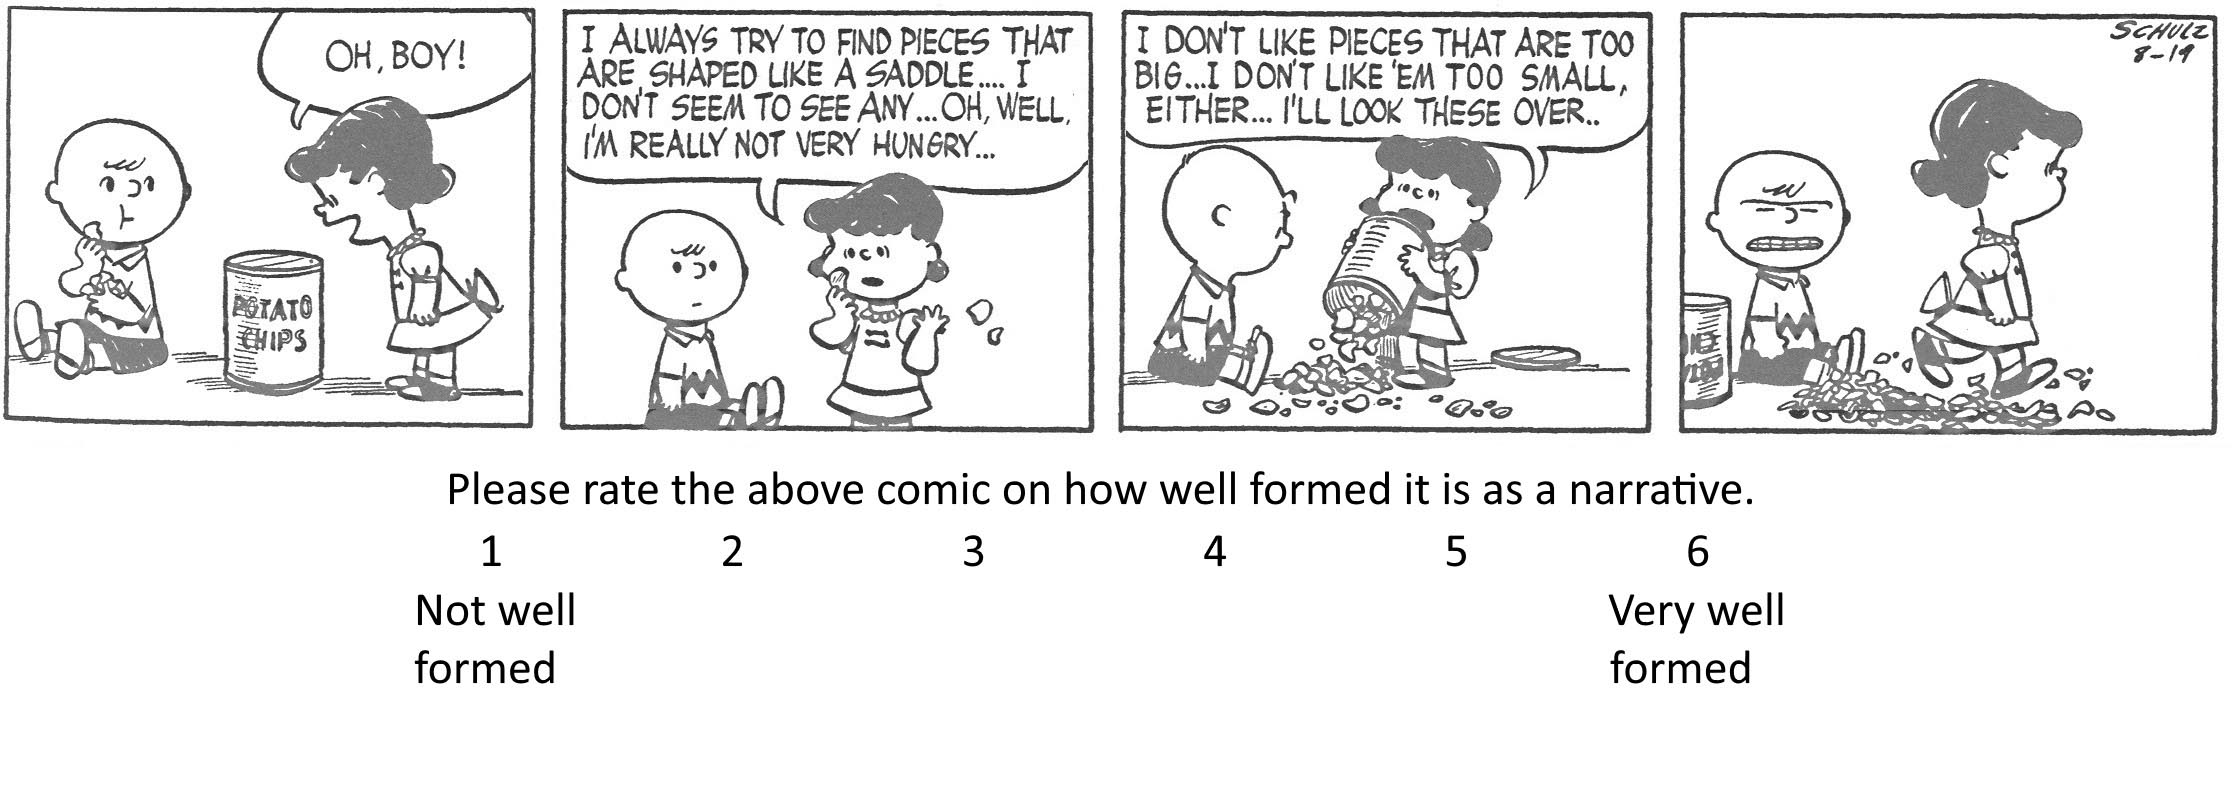 OH, BOY!
POTATO
CHIPS
I ALWAYS TRY TO FIND PIECES THAT
ARE SHAPED LIKE A SADDLE.... I
DON'T SEEM TO SEE ANY...OH, WELL,
I'M REALLY NOT VERY HUNGRY...
I DON'T LIKE PIECES THAT ARE TOO
BIG...I DON'T LIKE 'EM TOO SMALL,
EITHER... I'LL LOOK THESE OVER..
SCHULZ
8-19
Please rate the above comic on how well formed it is as a narrative.
1 2 3 4 5 6
Not well Very well
formed formed